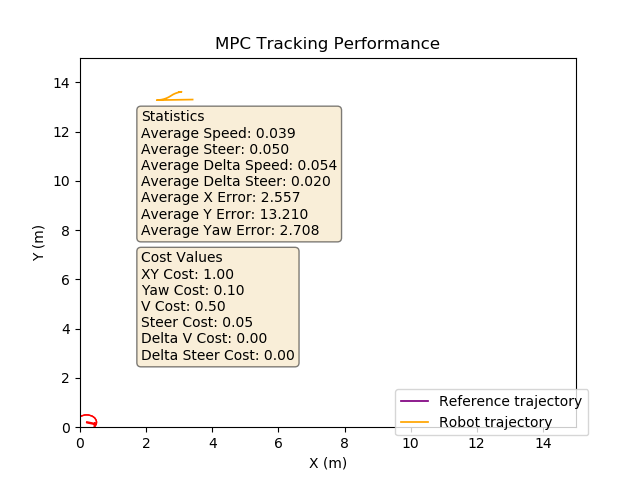 MPC Tracking Performance
14
12
10
8
6
4
2
0
Y (m)
Statistics
Average Speed: 0.039
Average Steer: 0.050
Average Delta Speed: 0.054
Average Delta Steer: 0.020
Average X Error: 2.557
Average Y Error: 13.210
Average Yaw Error: 2.708
Cost Values
XY Cost: 1.00
Yaw Cost: 0.10
V Cost: 0.50
Steer Cost: 0.05
Delta V Cost: 0.00
Delta Steer Cost: 0.00
Reference trajectory
Robot trajectory
0 2 4 6 8 10 12 14
X (m)